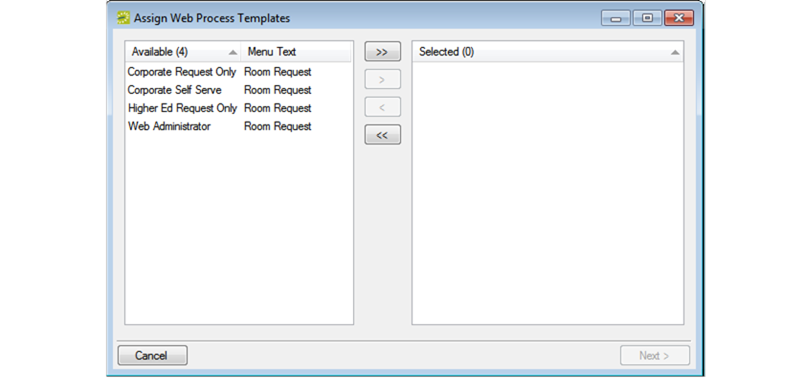 Assign Web Process Templates
Available (4) Menu Text >> Selected (0)
Corporate Request Only Room Request
Corporate Self Serve Room Request >
Higher Ed Request Only Room Request <
Web Administrator Room Request <<
Cancel Next >